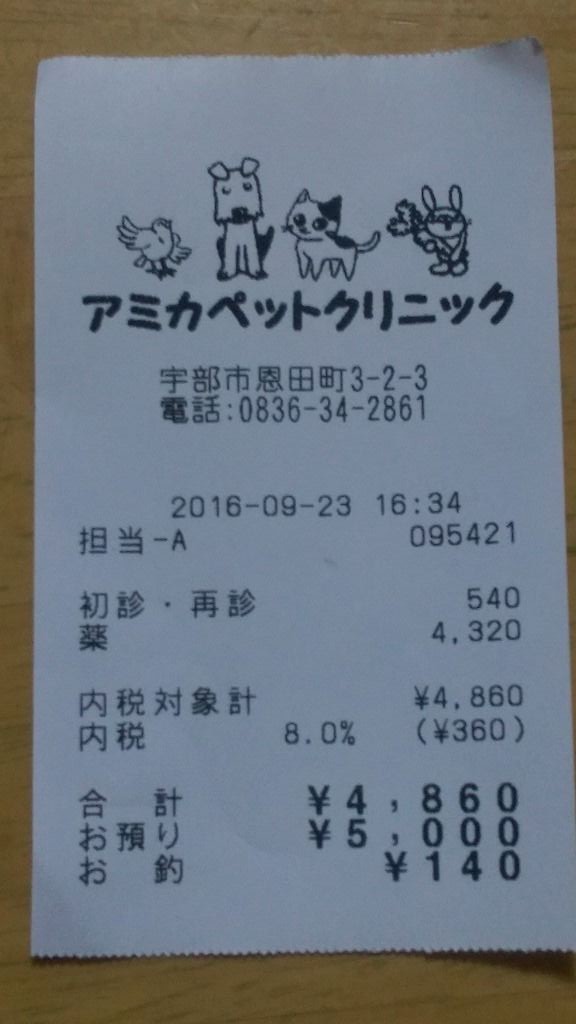 アミカペットクリニック
宇部市恩田町3-2-3
電話:0836-34-2861
2016-09-23 16:34
担当-A 095421
初診・再診 540
薬 4,320
内税対象計 ¥4,860
内税 8.0% (¥360)
合計 ¥4,860
お預り ¥5,000
お釣 ¥140